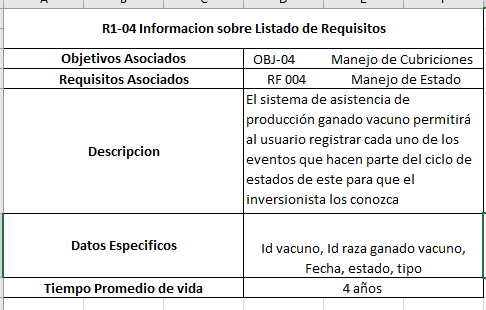 R1-04 Informacion sobre Listado de Requisitos
Objetivos Asociados OBJ-04 Manejo de Cubriciones
Requisitos Asociados RF 004 Manejo de Estado
Descripcion
El sistema de asistencia de
producción ganado vacuno permitirá
al usuario registrar cada uno de los
eventos que hacen parte del ciclo de
estados de este para que el
inversionista los conozca
Datos Especificos
Id vacuno, Id raza ganado vacuno,
Fecha, estado, tipo
Tiempo Promedio de vida 4 años